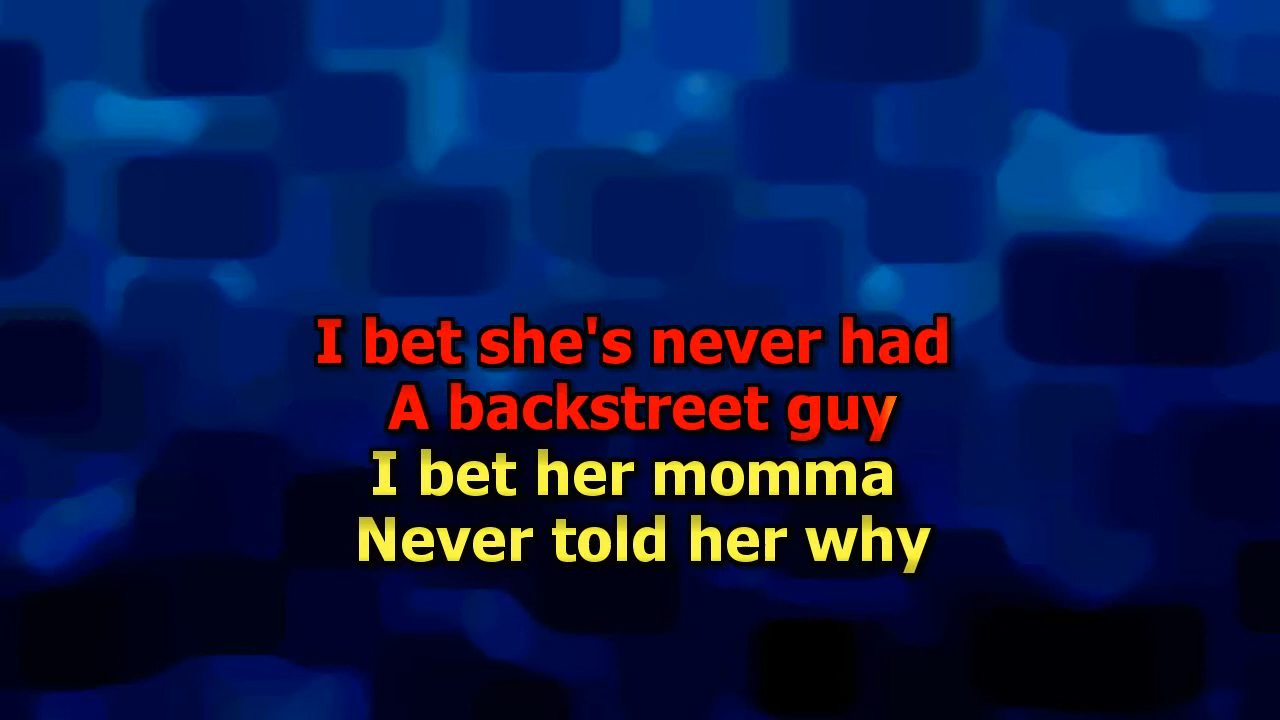 I bet she's never had
A backstreet guy
I bet her momma
Never told her why